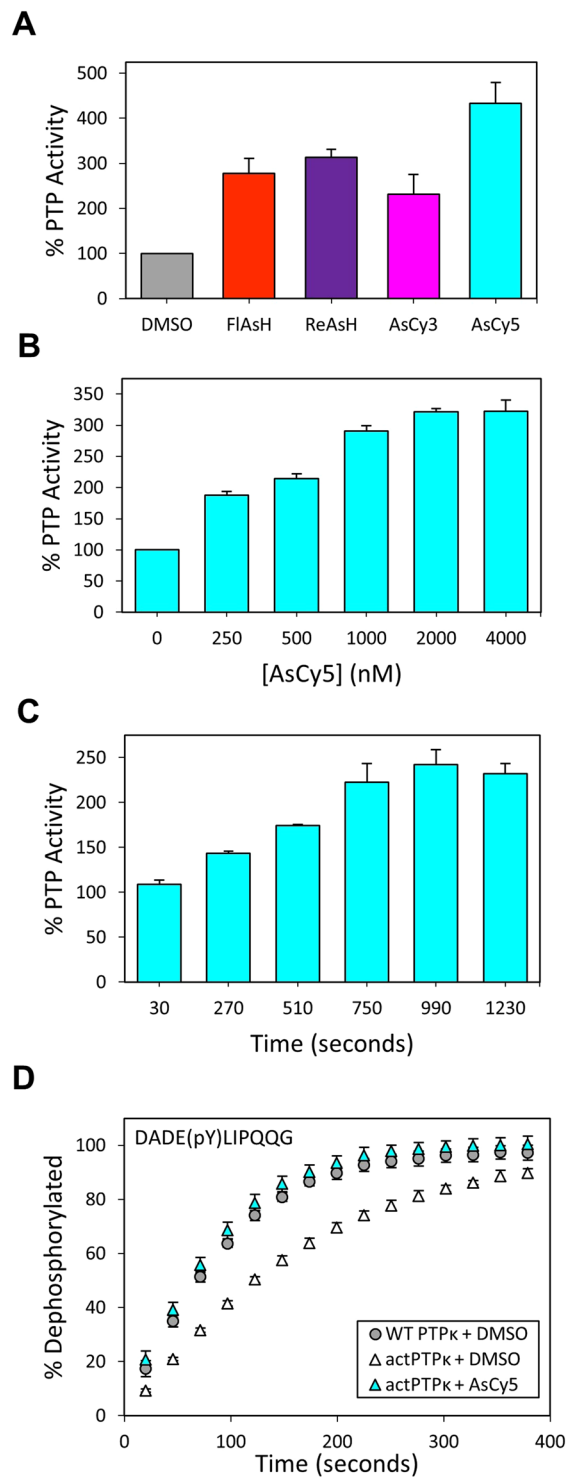 A
% PTP Activity
500
400
300
200
100
0
DMSO FlAsH ReAsH AsCy3 AsCy5
B
% PTP Activity
350
300
250
200
150
100
50
0
0 250 500 1000 2000 4000
[AsCy5] (nM)
C
% PTP Activity
250
200
150
100
50
0
30 270 510 750 990 1230
Time (seconds)
D
% Dephosphorylated
DADE(pY)LIPQQG
100
80
60
40
20
0
WT PTPκ + DMSO
actPTPκ + DMSO
actPTPκ + AsCy5
0 100 200 300 400
Time (seconds)